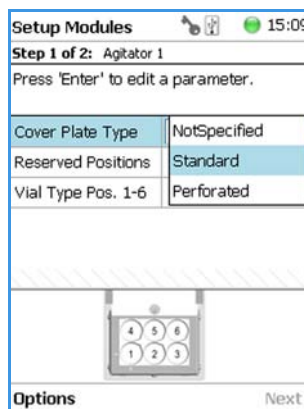 Setup Modules 15:09
Step 1 of 2: Agitator 1
Press 'Enter' to edit a parameter.
Cover Plate Type NotSpecified
Reserved Positions Standard
Vial Type Pos. 1-6 Perforated
4 5 6
1 2 3
Options Next